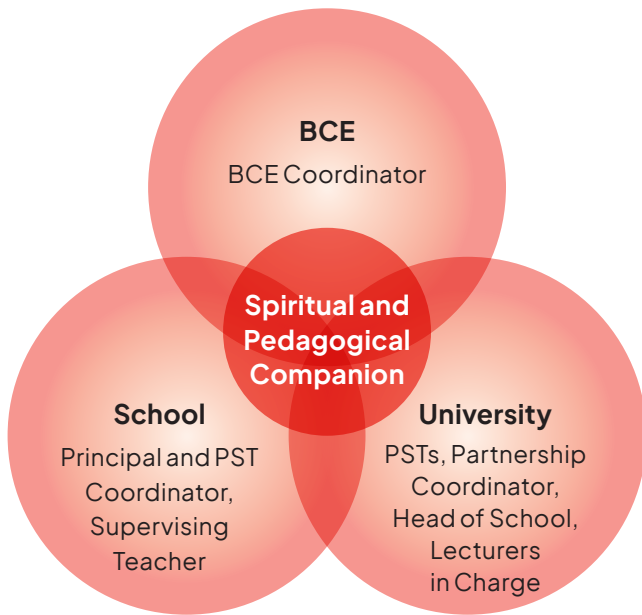 BCE
BCE Coordinator
Spiritual and
Pedagogical
Companion
School
Principal and PST
Coordinator,
Supervising
Teacher
University
PSTs, Partnership
Coordinator,
Head of School,
Lecturers
in Charge